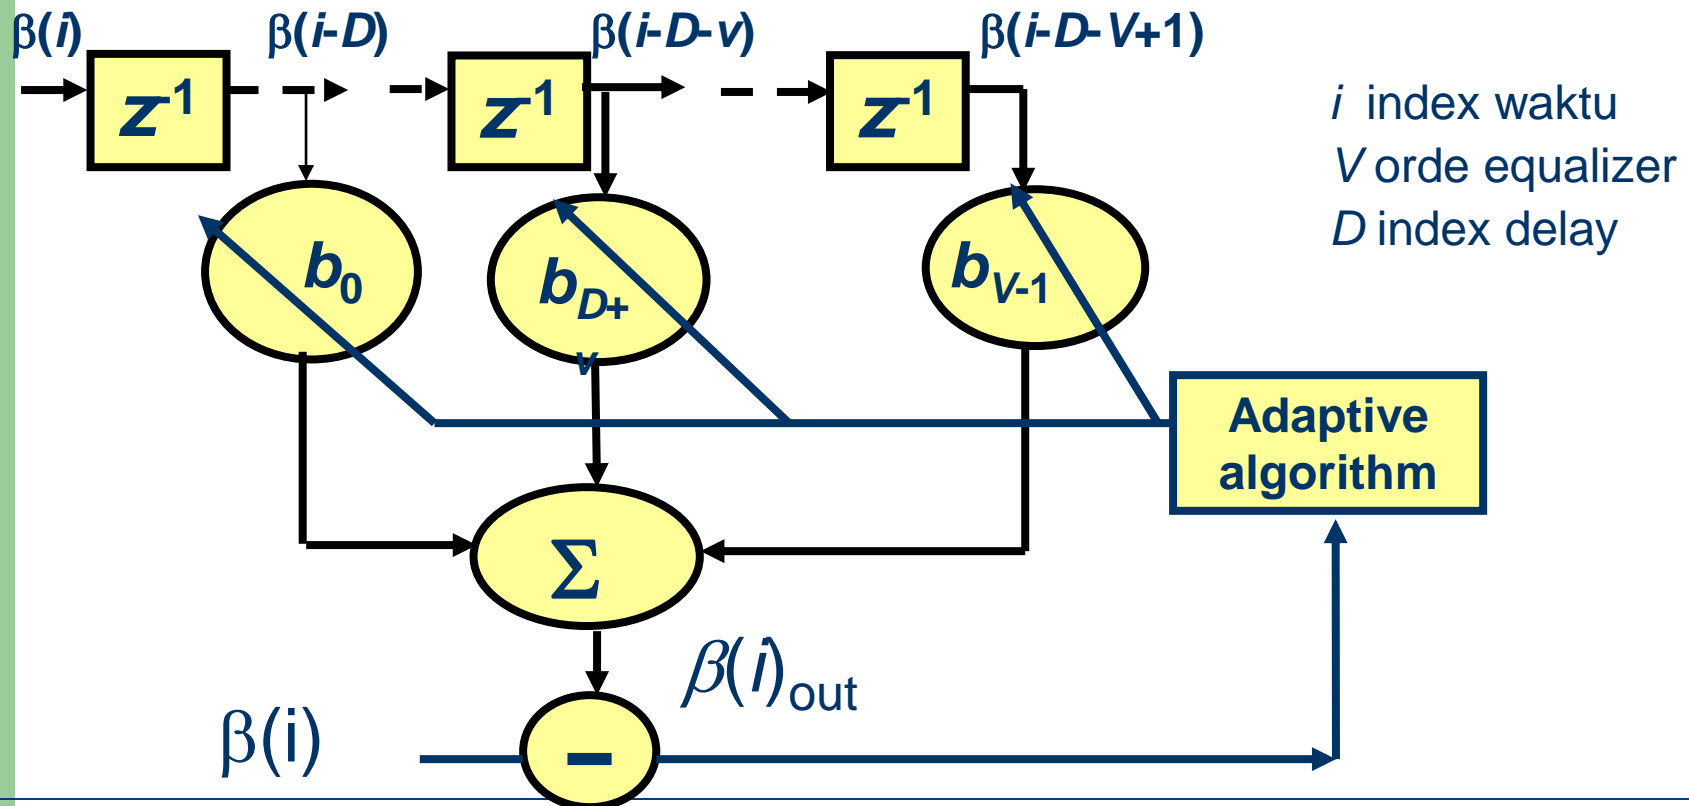 β(i) β(i-D) β(i-D-v) β(i-D-V+1)
z-1 z-1 z-1
i index waktu
V orde equalizer
D index delay
b0 bD+v bV-1
Adaptive
algorithm
Σ
β(i)out
β(i)
−